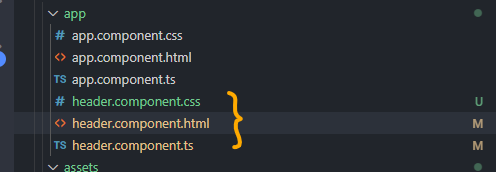 app
# app.component.css
<> app.component.html
TS app.component.ts
# header.component.css U
<> header.component.html M
TS header.component.ts M
assets